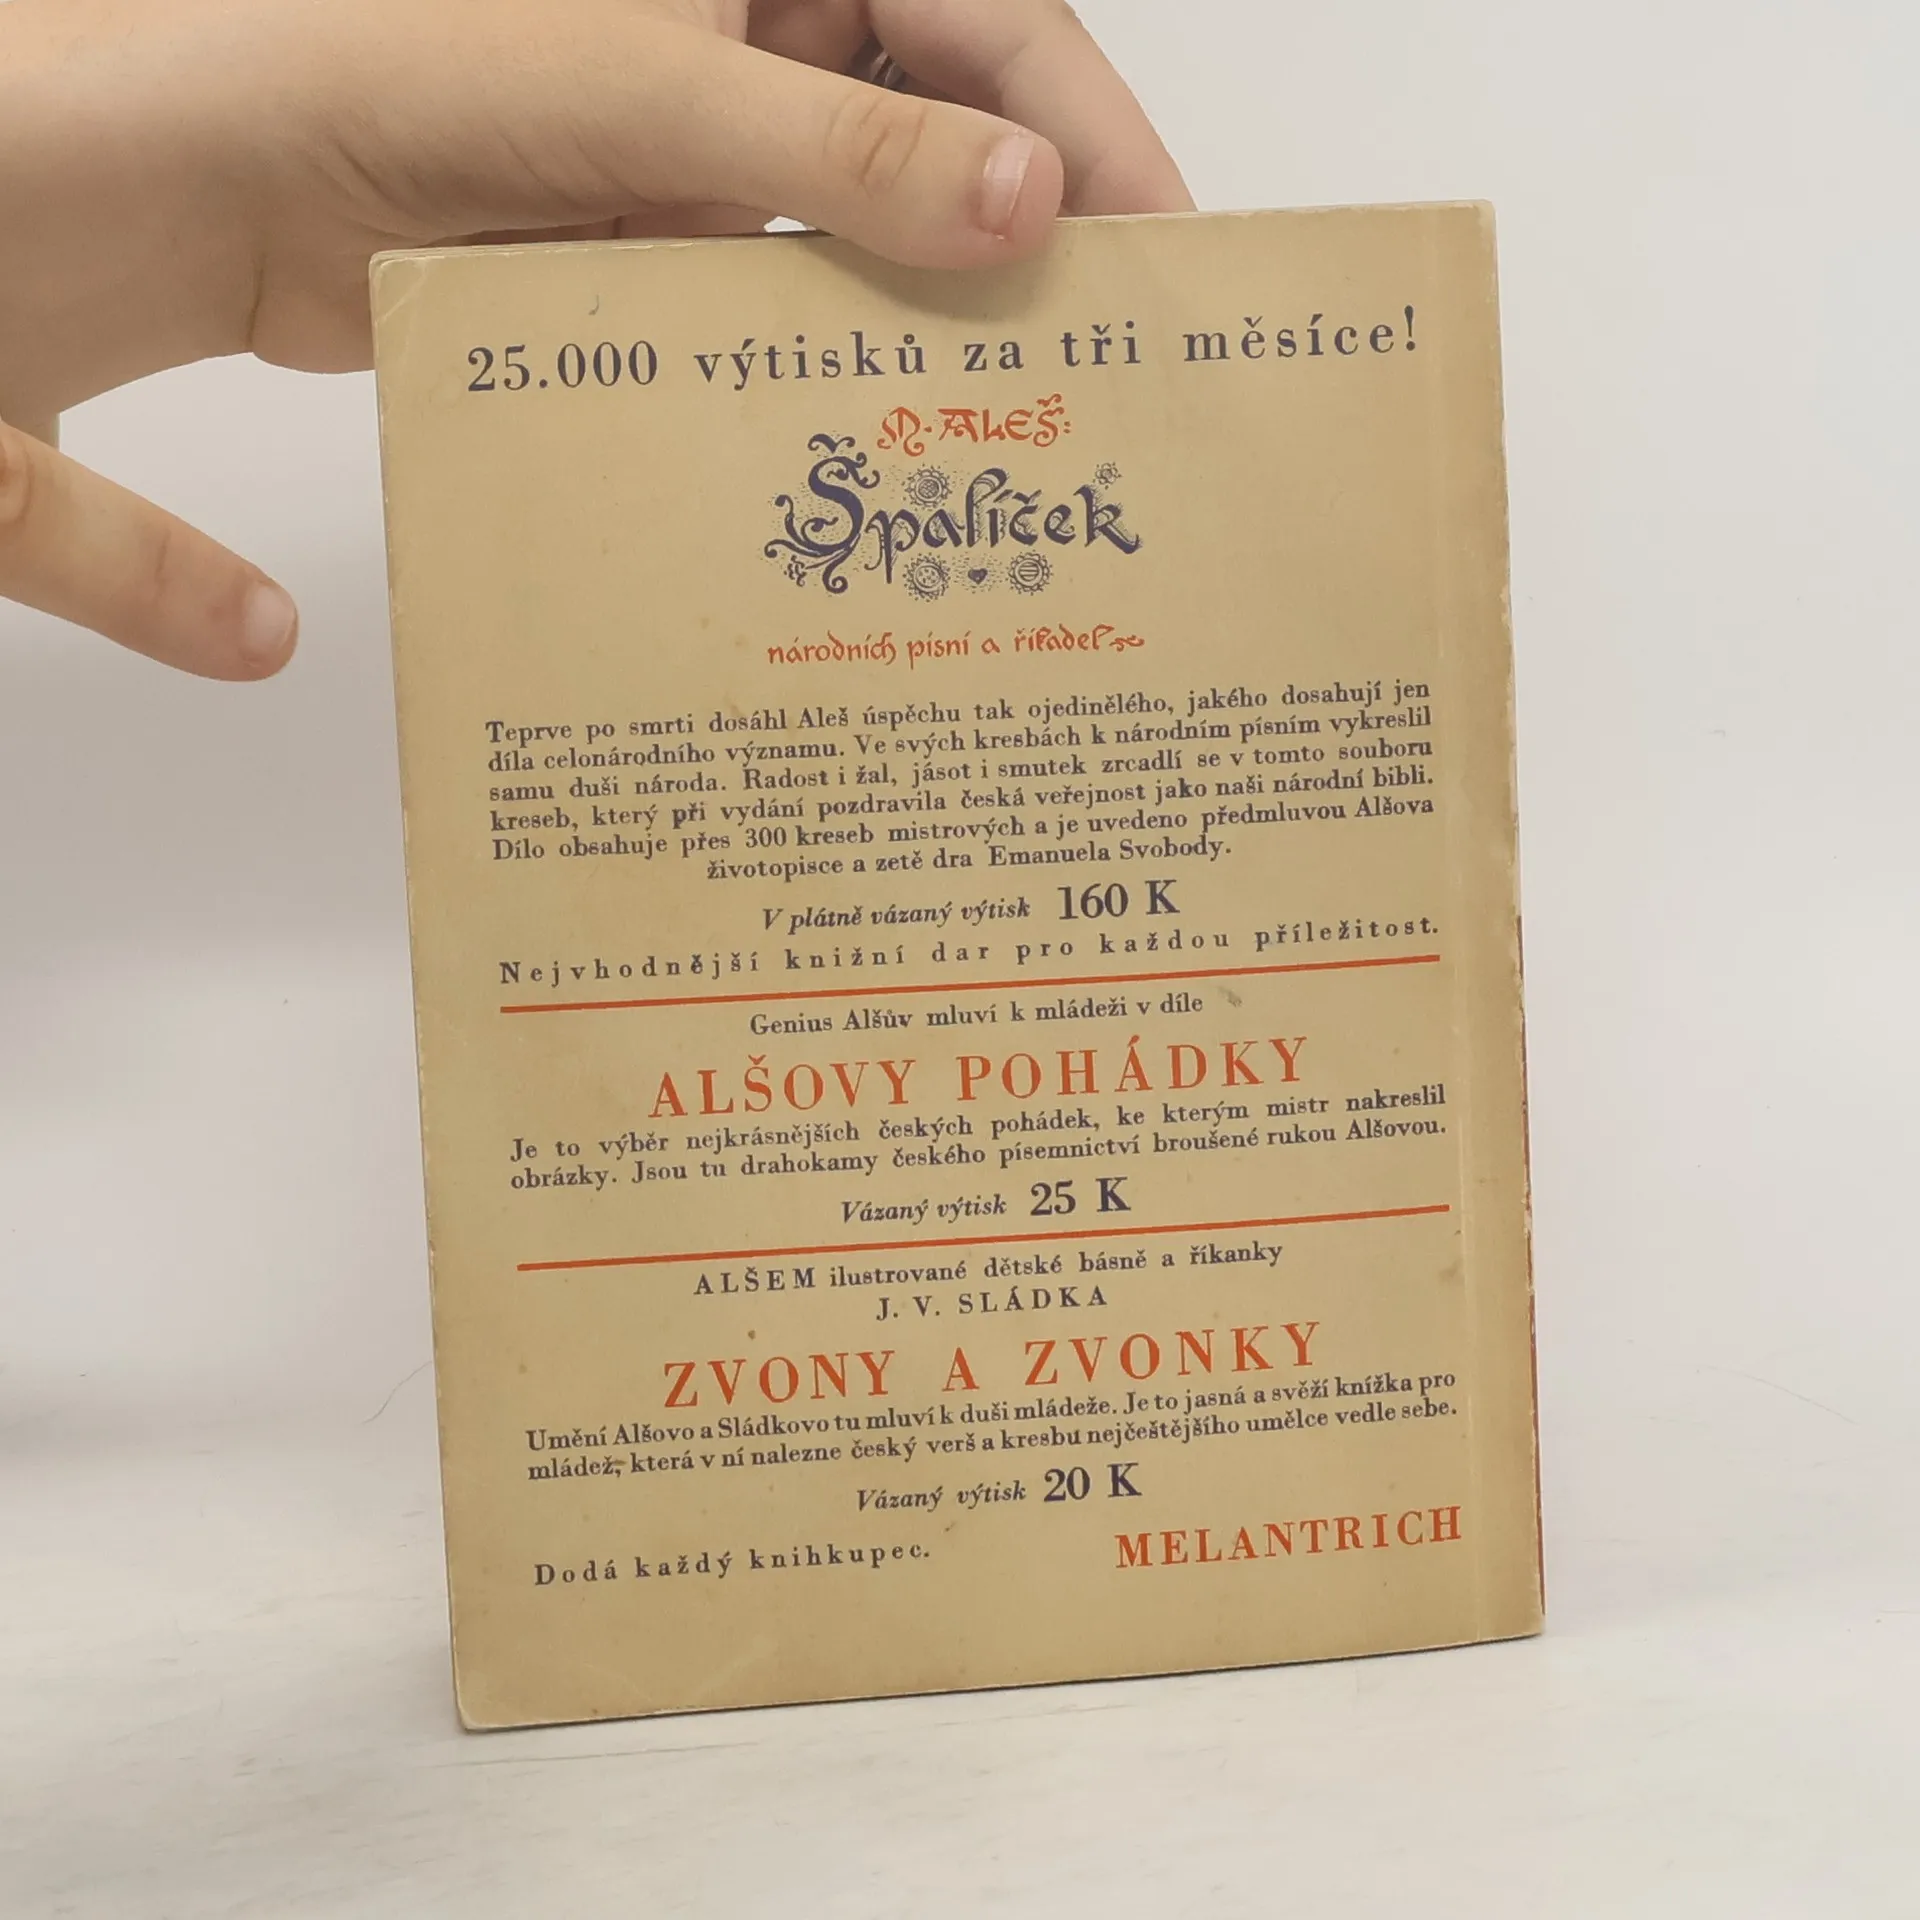 25.000 výtisků za tři měsíce!
M. ALEŠ:
Špalíček
národních písní a říkadel
Teprve po smrti dosáhl Aleš úspěchu tak ojedinělého, jakého dosahují jen
díla celonárodního významu. Ve svých kresbách k národním písním vykreslil
samu duši národa. Radost i žal, jásot i smutek zrcadlí se v tomto souboru
kreseb, který při vydání pozdravila česká veřejnost jako naši národní bibli.
Dílo obsahuje přes 300 kreseb mistrových a je uvedeno předmluvou Alšova
životopisce a zetě dra Emanuela Svobody.
V plátně vázaný výtisk 160 K
Nejvhodnější knižní dar pro každou příležitost.
Genius Alšův mluví k mládeži v díle
ALŠOVY POHÁDKY
Je to výběr nejkrásnějších českých pohádek, ke kterým mistr nakreslil
obrázky. Jsou tu drahokamy českého písemnictví broušené rukou Alšovou.
Vázaný výtisk 25 K
ALŠEM ilustrované dětské básně a říkanky
J. V. SLÁDKA
ZVONY A ZVONKY
Umění Alšovo a Sládkovo tu mluví k duši mládeže. Je to jasná a svěží knížka pro
mládež, která v ní nalezne český verš a kresbu nejčeštějšího umělce vedle sebe.
Vázaný výtisk 20 K
Dodá každý knihkupec.
MELANTRICH